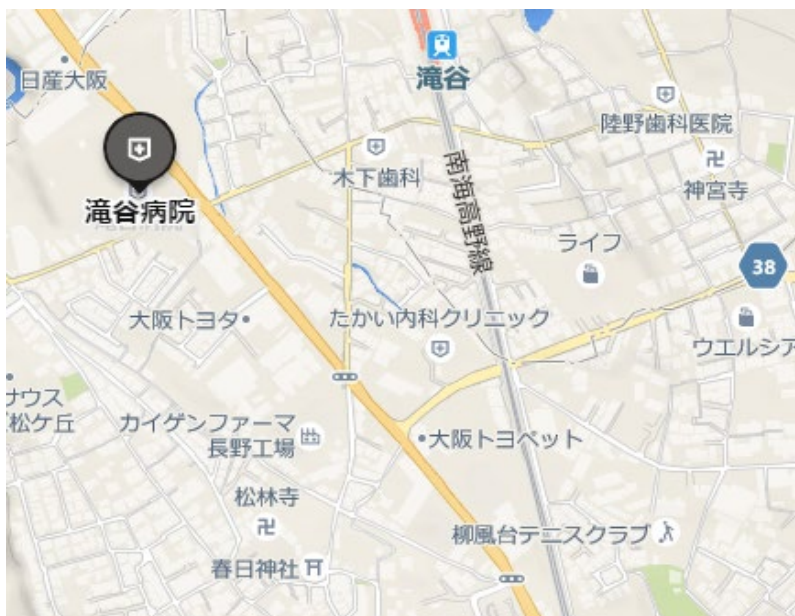 日産大阪
滝谷
陸野歯科医院
木下歯科
神宮寺
滝谷病院
南海高野線
ライフ
38
大阪トヨタ
たかい内科クリニック
ウエルシア
サウス
松ケ丘
カイゲンファーマ
長野工場
大阪トヨペット
松林寺
柳風台テニスクラブ
春日神社